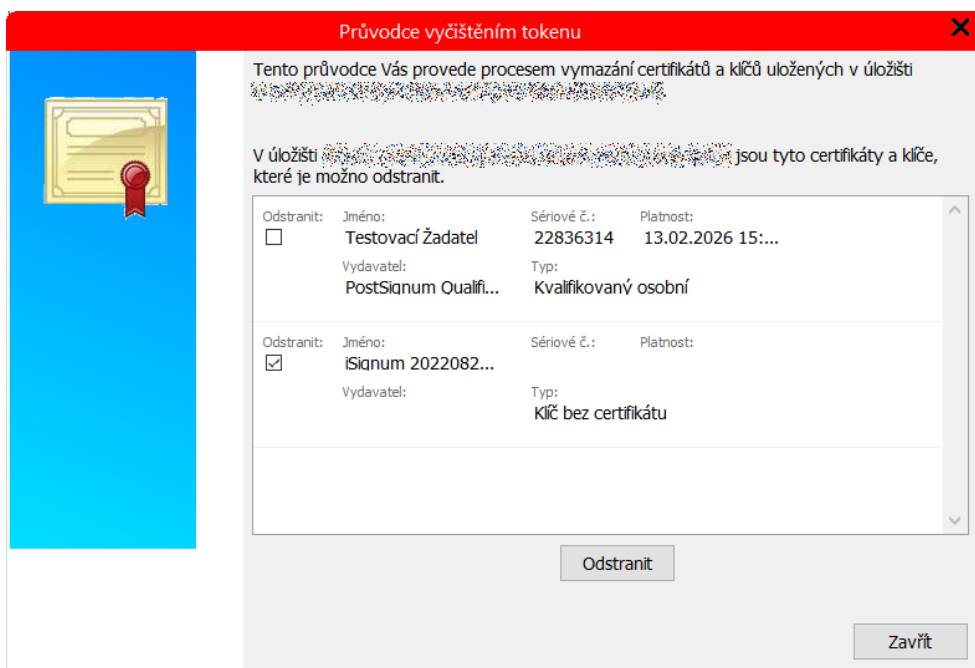 Průvodce vyčištěním tokenu
Tento průvodce Vás provede procesem vymazání certifikátů a klíčů uložených v úložišti
V úložišti jsou tyto certifikáty a klíče,
které je možno odstranit.
Odstranit: Jméno: Sériové č.: Platnost:
Testovací Žadatel 22836314 13.02.2026 15:...
Vydavatel: Typ:
PostSignum Qualifi... Kvalifikovaný osobní
Odstranit: Jméno: Sériové č.: Platnost:
iSignum 2022082...
Vydavatel: Typ:
Klíč bez certifikátu
Odstranit
Zavřít